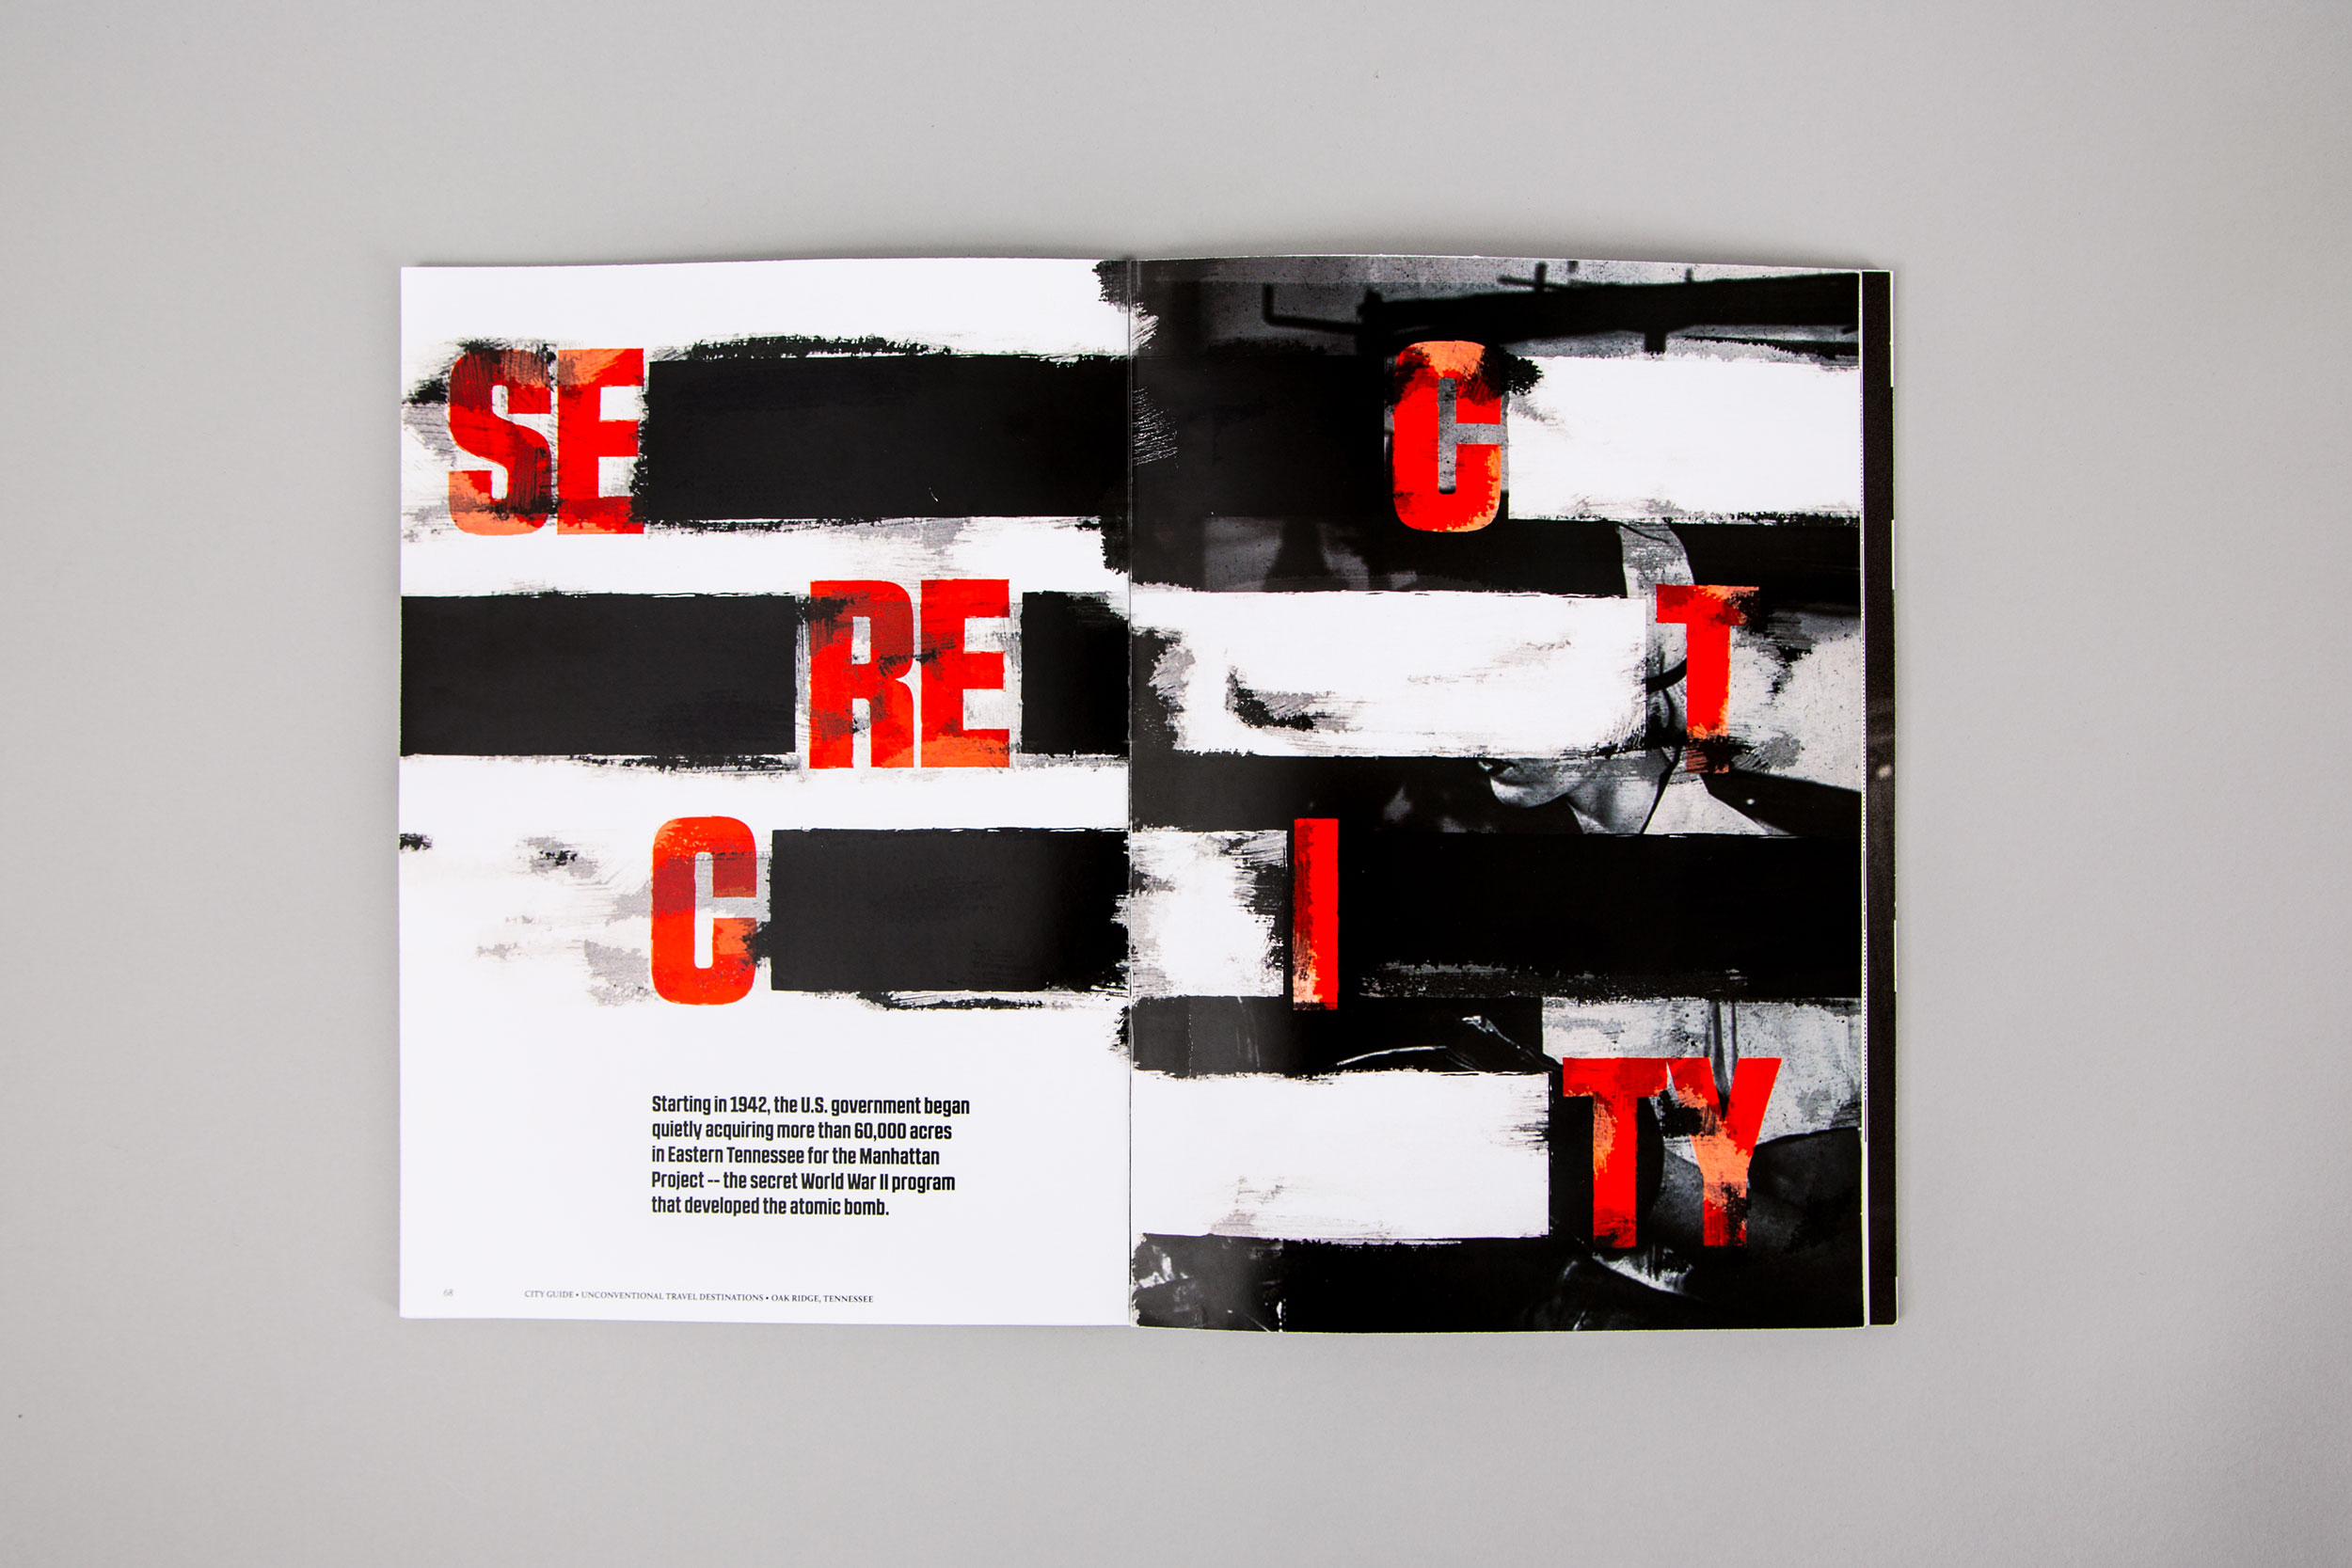 SE C
RE T
C I
TY
Starting in 1942, the U.S. government began
quietly acquiring more than 60,000 acres
in Eastern Tennessee for the Manhattan
Project -- the secret World War II program
that developed the atomic bomb.
68 CITY GUIDE • UNCONVENTIONAL TRAVEL DESTINATIONS • OAK RIDGE, TENNESSEE